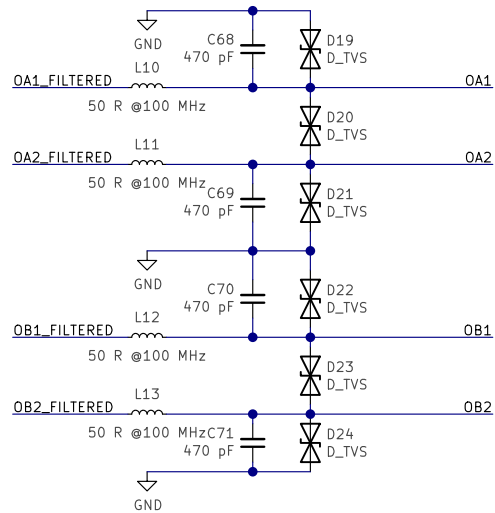 GND
C68
470 pF
D19
D_TVS
L10
OA1_FILTERED
OA1
50 R @100 MHz
D20
D_TVS
L11
OA2_FILTERED
OA2
50 R @100 MHz
C69
470 pF
D21
D_TVS
GND
C70
470 pF
D22
D_TVS
L12
OB1_FILTERED
OB1
50 R @100 MHz
D23
D_TVS
L13
OB2_FILTERED
OB2
50 R @100 MHz
C71
470 pF
D24
D_TVS
GND